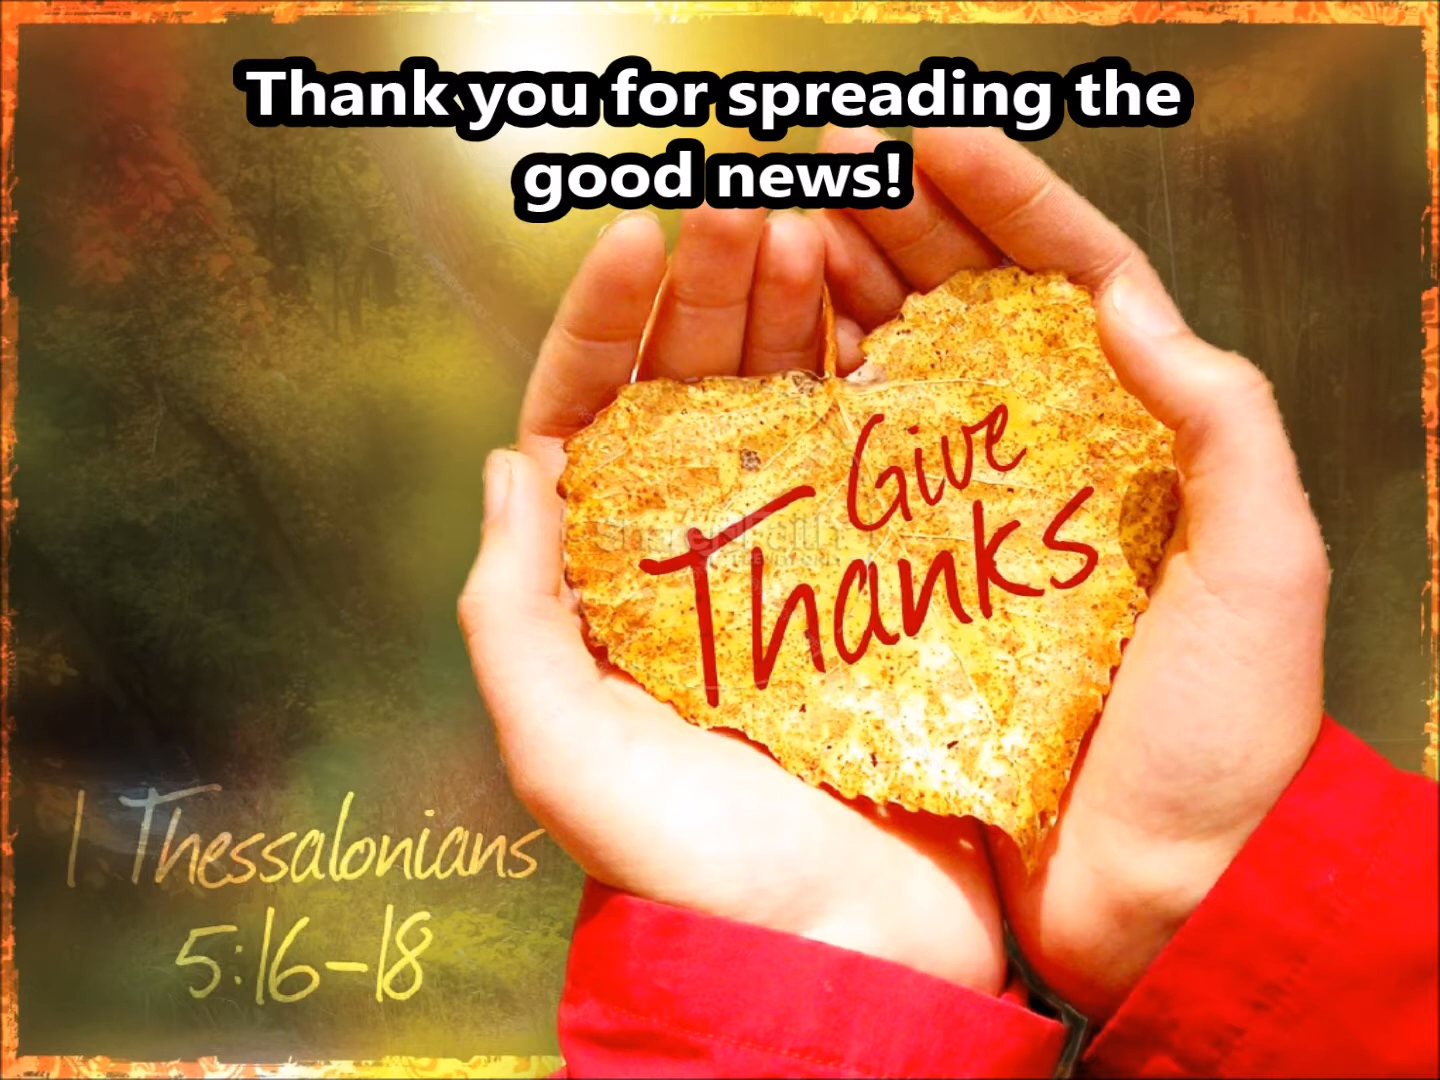 Thank you for spreading the
good news!
Give
Thanks
1 Thessalonians
5:16-18